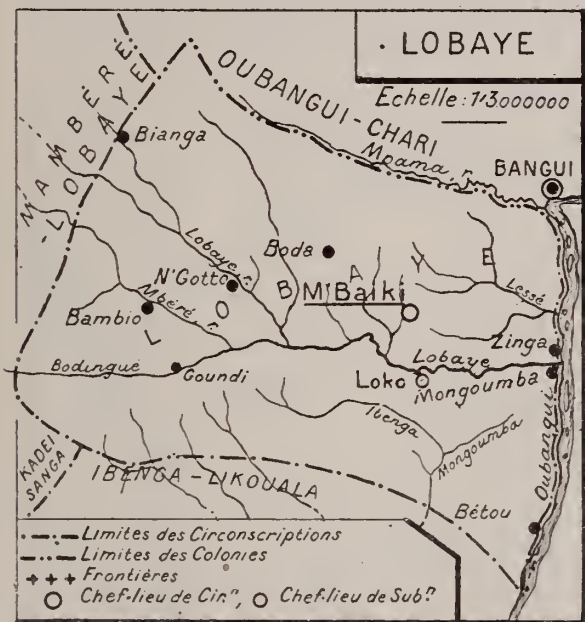 LOBAYE
Echelle: 1:3000000
OUBANGUI-CHARI
MAMBÉRÉ
-LOBAYE
Bianga
Mpama, r.
BANGUI
Lobaye, r.
Boda
LOBAYE
N'Gotto
M'Baïki
Lessé
Mbéré r.
Bambio
Zinga
Lobaye
Bodingué
Goundi
Loko
Mongoumba
Ibenga
Mongoumba
Oubangui
KADEI
SANGA
IBENGA-LIKOUALA
Bétou
Limites des Circonscriptions
Limites des Colonies
Frontières
Chef-lieu de Cir.ⁿ, Chef-lieu de Sub.ⁿ